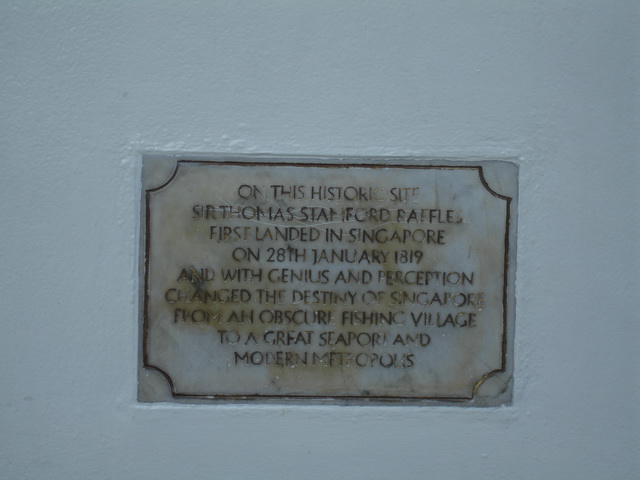 ON THIS HISTORIC SITE
SIR THOMAS STAMFORD RAFFLES
FIRST LANDED IN SINGAPORE
ON 28TH JANUARY 1819
AND WITH GENIUS AND PERCEPTION
CHANGED THE DESTINY OF SINGAPORE
FROM AN OBSCURE FISHING VILLAGE
TO A GREAT SEAPORT AND
MODERN METROPOLIS